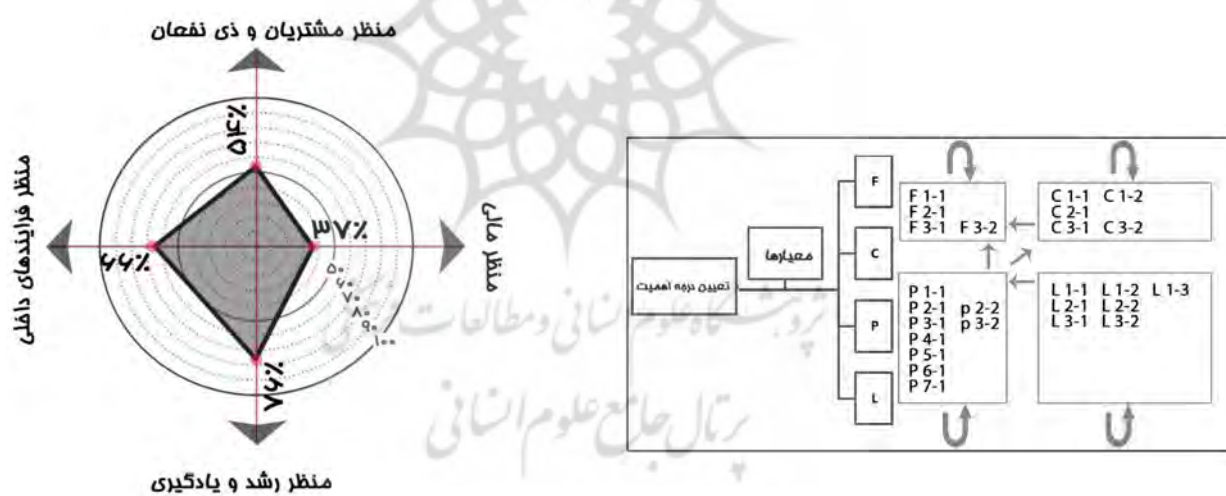 منظر مشتریان و ذی نفعان
۵۴%
منظر فرایندهای داخلی
۶۶%
۳۷%
منظر مالی
۵۰
۶۰
۷۰
۸۰
۹۰
۱۰۰
منظر رشد و یادگیری
تعیین درجه اهمیت
معیارها
F
C
P
L
F 1-1
F 2-1
F 3-1 F 3-2
C 1-1 C 1-2
C 2-1
C 3-1 C 3-2
P 1-1
P 2-1 p 2-2
P 3-1 p 3-2
P 4-1
P 5-1
P 6-1
P 7-1
L 1-1 L 1-2 L 1-3
L 2-1 L 2-2
L 3-1 L 3-2
پژوهشگاه علوم انسانی و مطالعات فرهنگی
پرتال جامع علوم انسانی